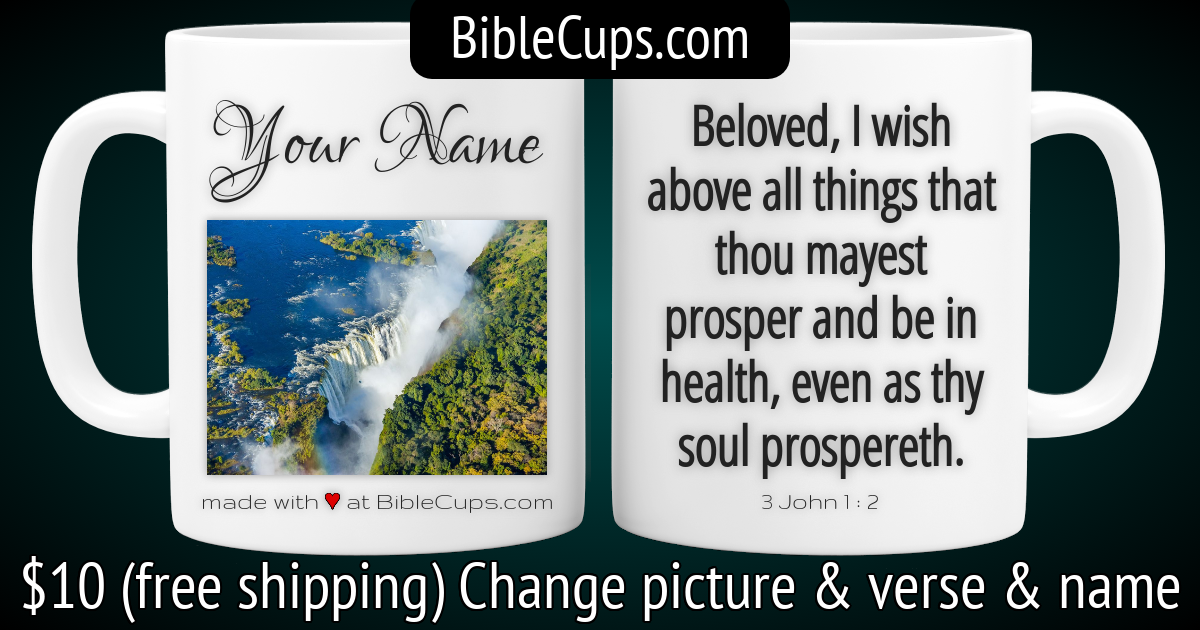 BibleCups.com
Your Name
made with ♥ at BibleCups.com
Beloved, I wish
above all things that
thou mayest
prosper and be in
health, even as thy
soul prospereth.
3 John 1 : 2
$10 (free shipping) Change picture & verse & name